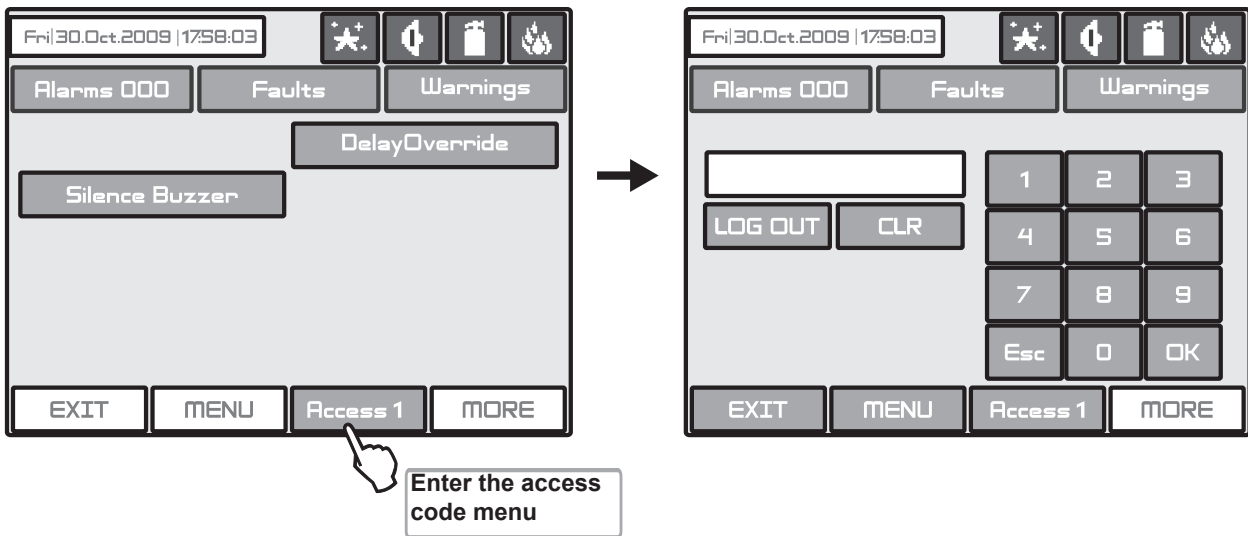 Fri|30.Oct.2009 |17:58:03
Alarms 000 Faults Warnings
DelayOverride
Silence Buzzer
EXIT MENU Access 1 MORE
Enter the access
code menu
Fri|30.Oct.2009 |17:58:03
Alarms 000 Faults Warnings
1 2 3
LOG OUT CLR
4 5 6
7 8 9
Esc 0 OK
EXIT MENU Access 1 MORE